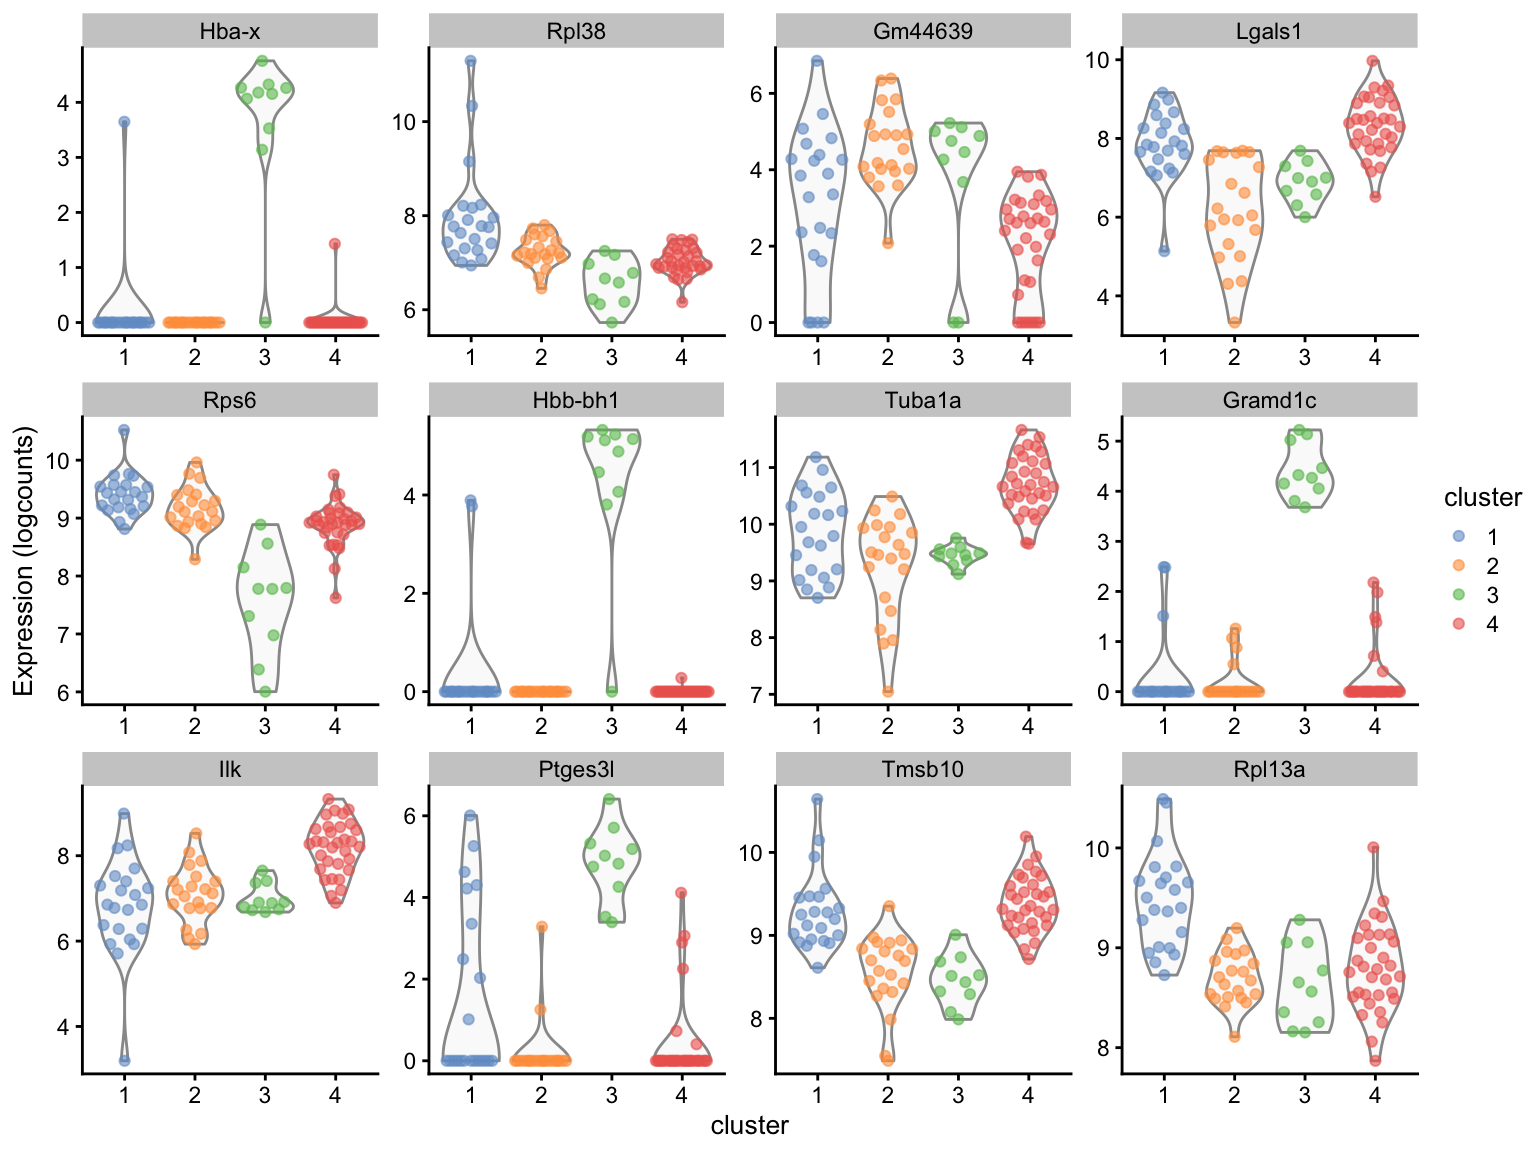 Hba-x Rpl38 Gm44639 Lgals1
4 3 2 1 0
10 8 6
6 4 2 0
10 8 6 4
1 2 3 4 1 2 3 4 1 2 3 4 1 2 3 4
Rps6 Hbb-bh1 Tuba1a Gramd1c
10 9 8 7 6
4 2 0
11 10 9 8 7
5 4 3 2 1 0
1 2 3 4 1 2 3 4 1 2 3 4 1 2 3 4
Ilk Ptges3l Tmsb10 Rpl13a
8 6 4
6 4 2 0
10 9 8
10 9 8
1 2 3 4 1 2 3 4 1 2 3 4 1 2 3 4
Expression (logcounts)
cluster
cluster
1
2
3
4